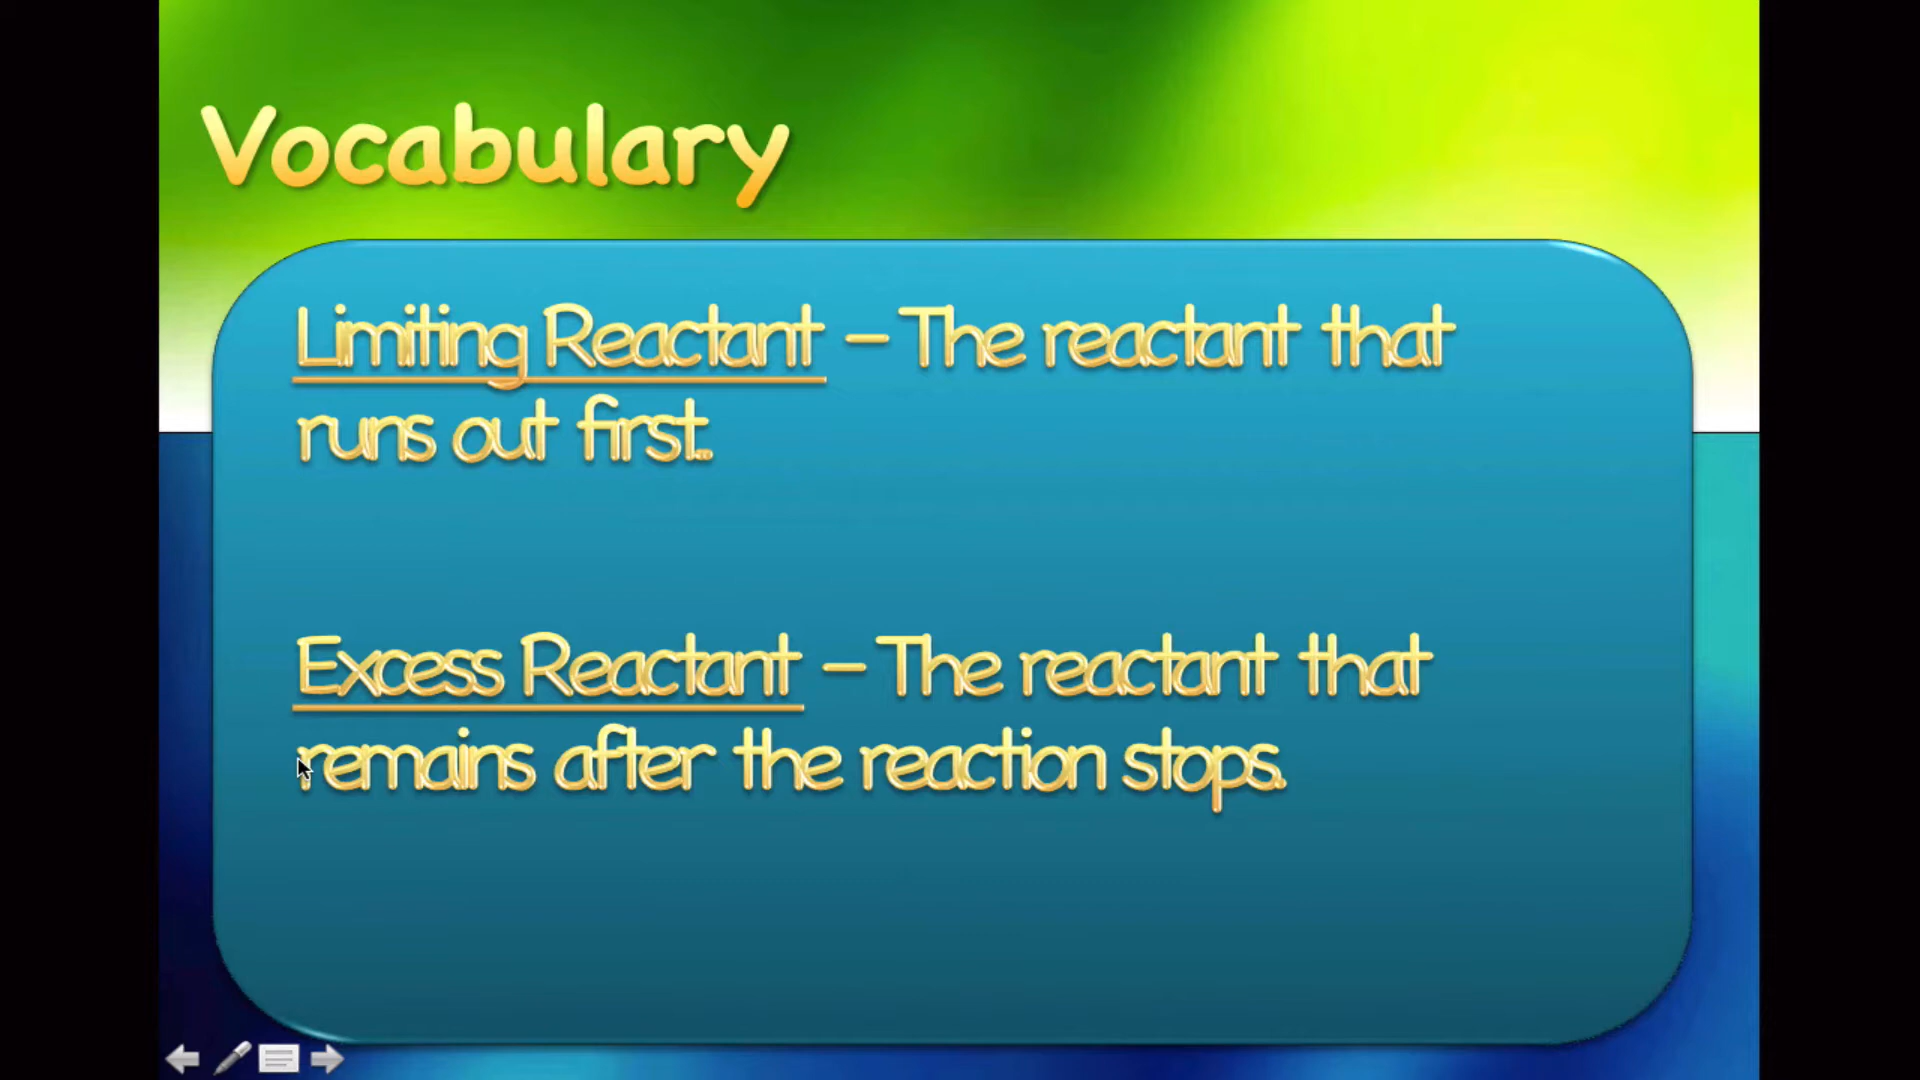 Vocabulary
Limiting Reactant – The reactant that
runs out first..
Excess Reactant – The reactant that
remains after the reaction stops.